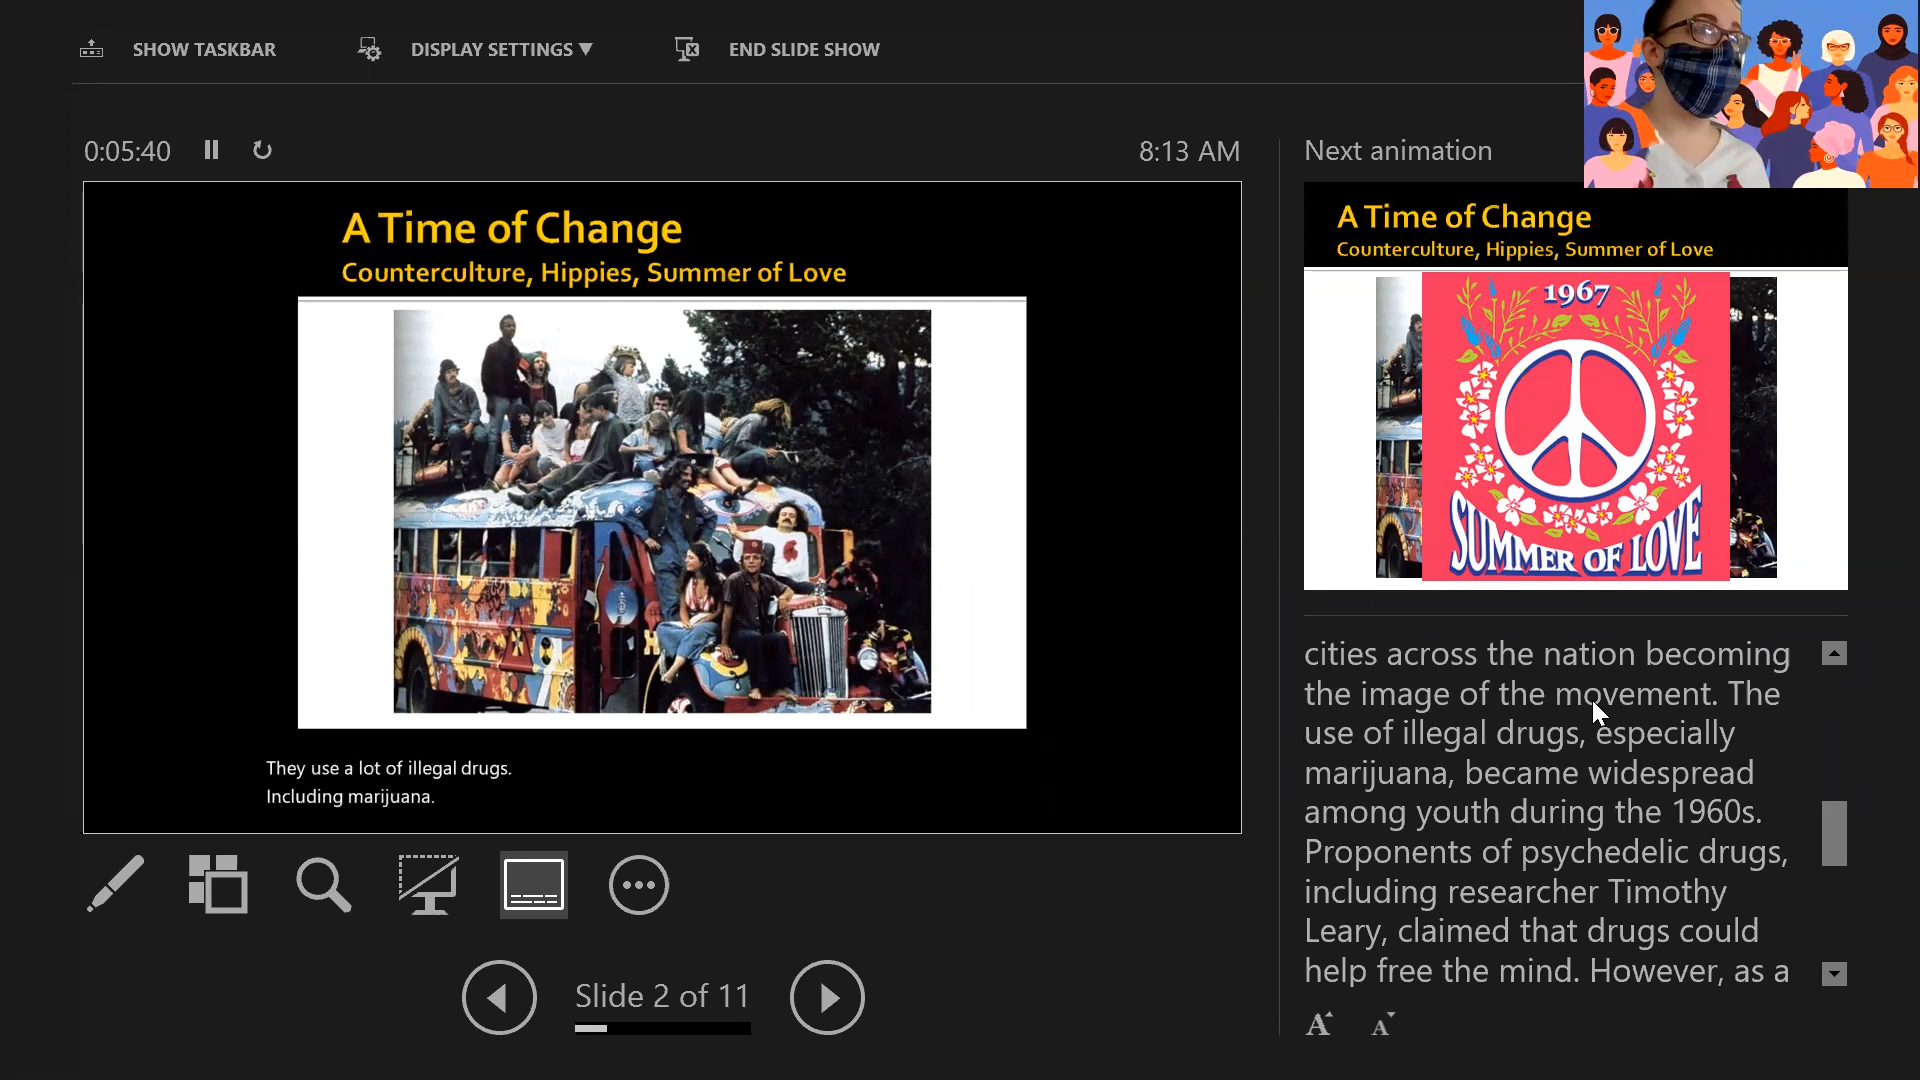 SHOW TASKBAR
DISPLAY SETTINGS ▼
END SLIDE SHOW
0:05:40
8:13 AM
A Time of Change
Counterculture, Hippies, Summer of Love
They use a lot of illegal drugs.
Including marijuana.
Slide 2 of 11
Next animation
A Time of Change
Counterculture, Hippies, Summer of Love
1967
SUMMER OF LOVE
cities across the nation becoming
the image of the movement. The
use of illegal drugs, especially
marijuana, became widespread
among youth during the 1960s.
Proponents of psychedelic drugs,
including researcher Timothy
Leary, claimed that drugs could
help free the mind. However, as a
A A